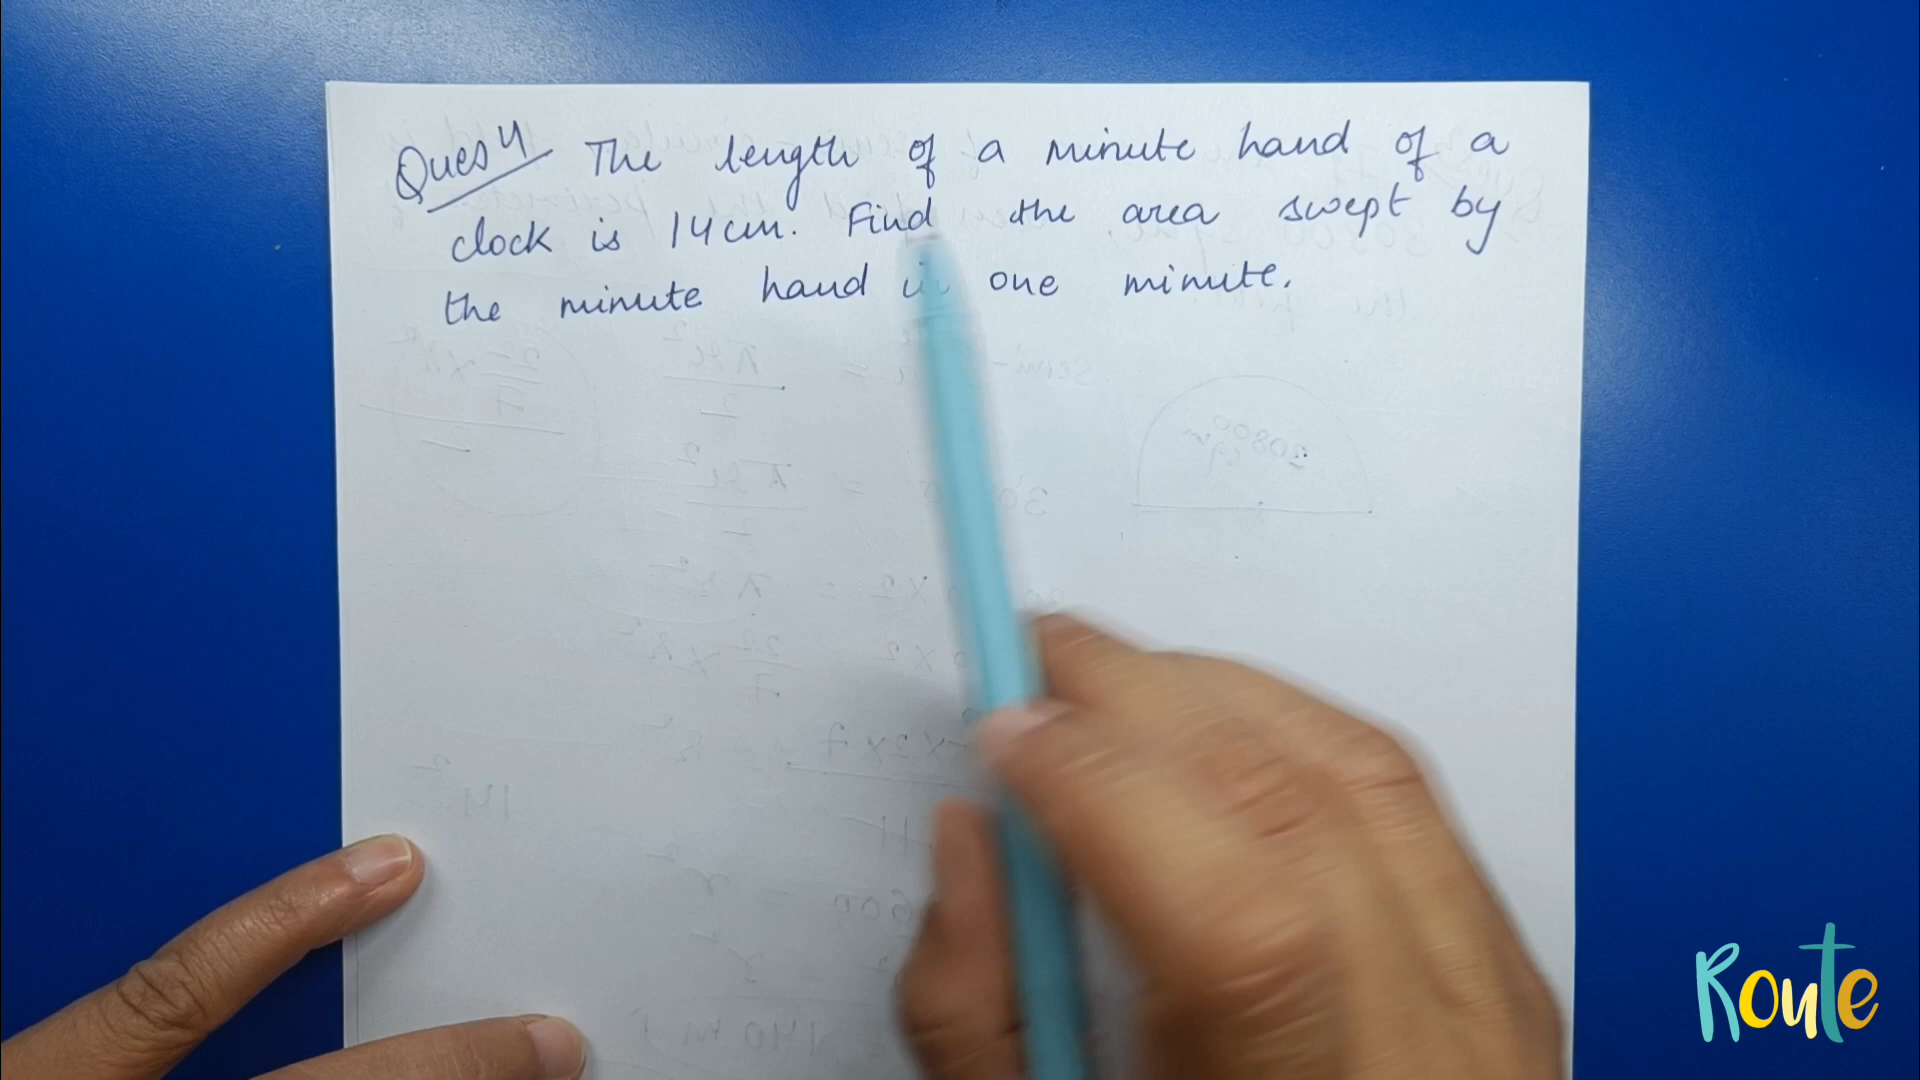 Ques 4 The length of a minute hand of a
clock is 14cm. Find the area swept by
the minute hand in one minute.
Route